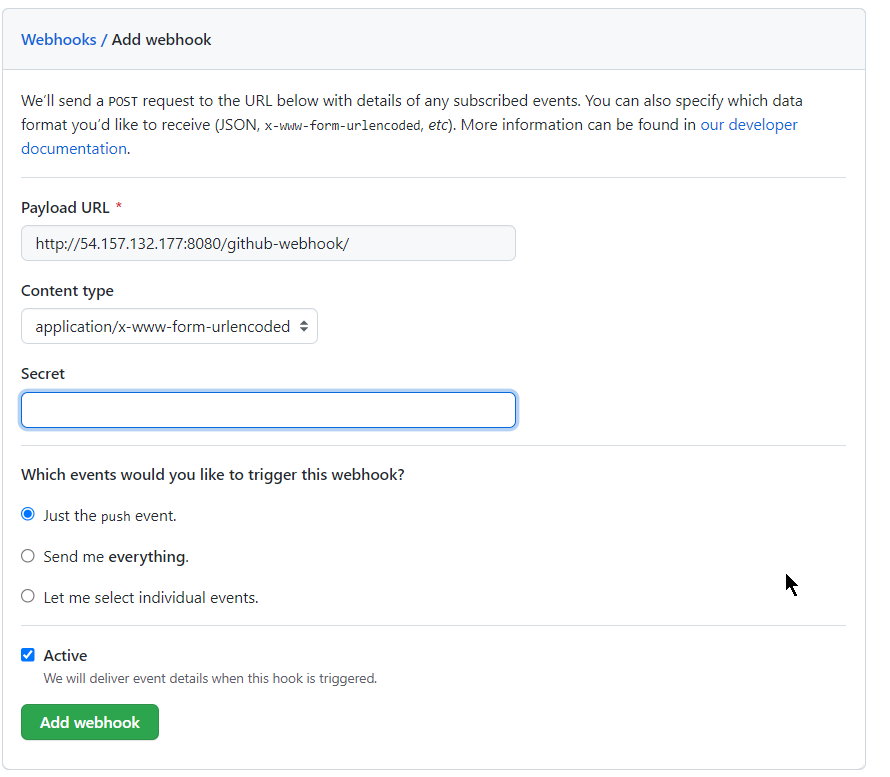 Webhooks / Add webhook
We’ll send a POST request to the URL below with details of any subscribed events. You can also specify which data
format you’d like to receive (JSON, x-www-form-urlencoded, etc). More information can be found in our developer
documentation.
Payload URL *
http://54.157.132.177:8080/github-webhook/
Content type
application/x-www-form-urlencoded
Secret
Which events would you like to trigger this webhook?
Just the push event.
Send me everything.
Let me select individual events.
Active
We will deliver event details when this hook is triggered.
Add webhook